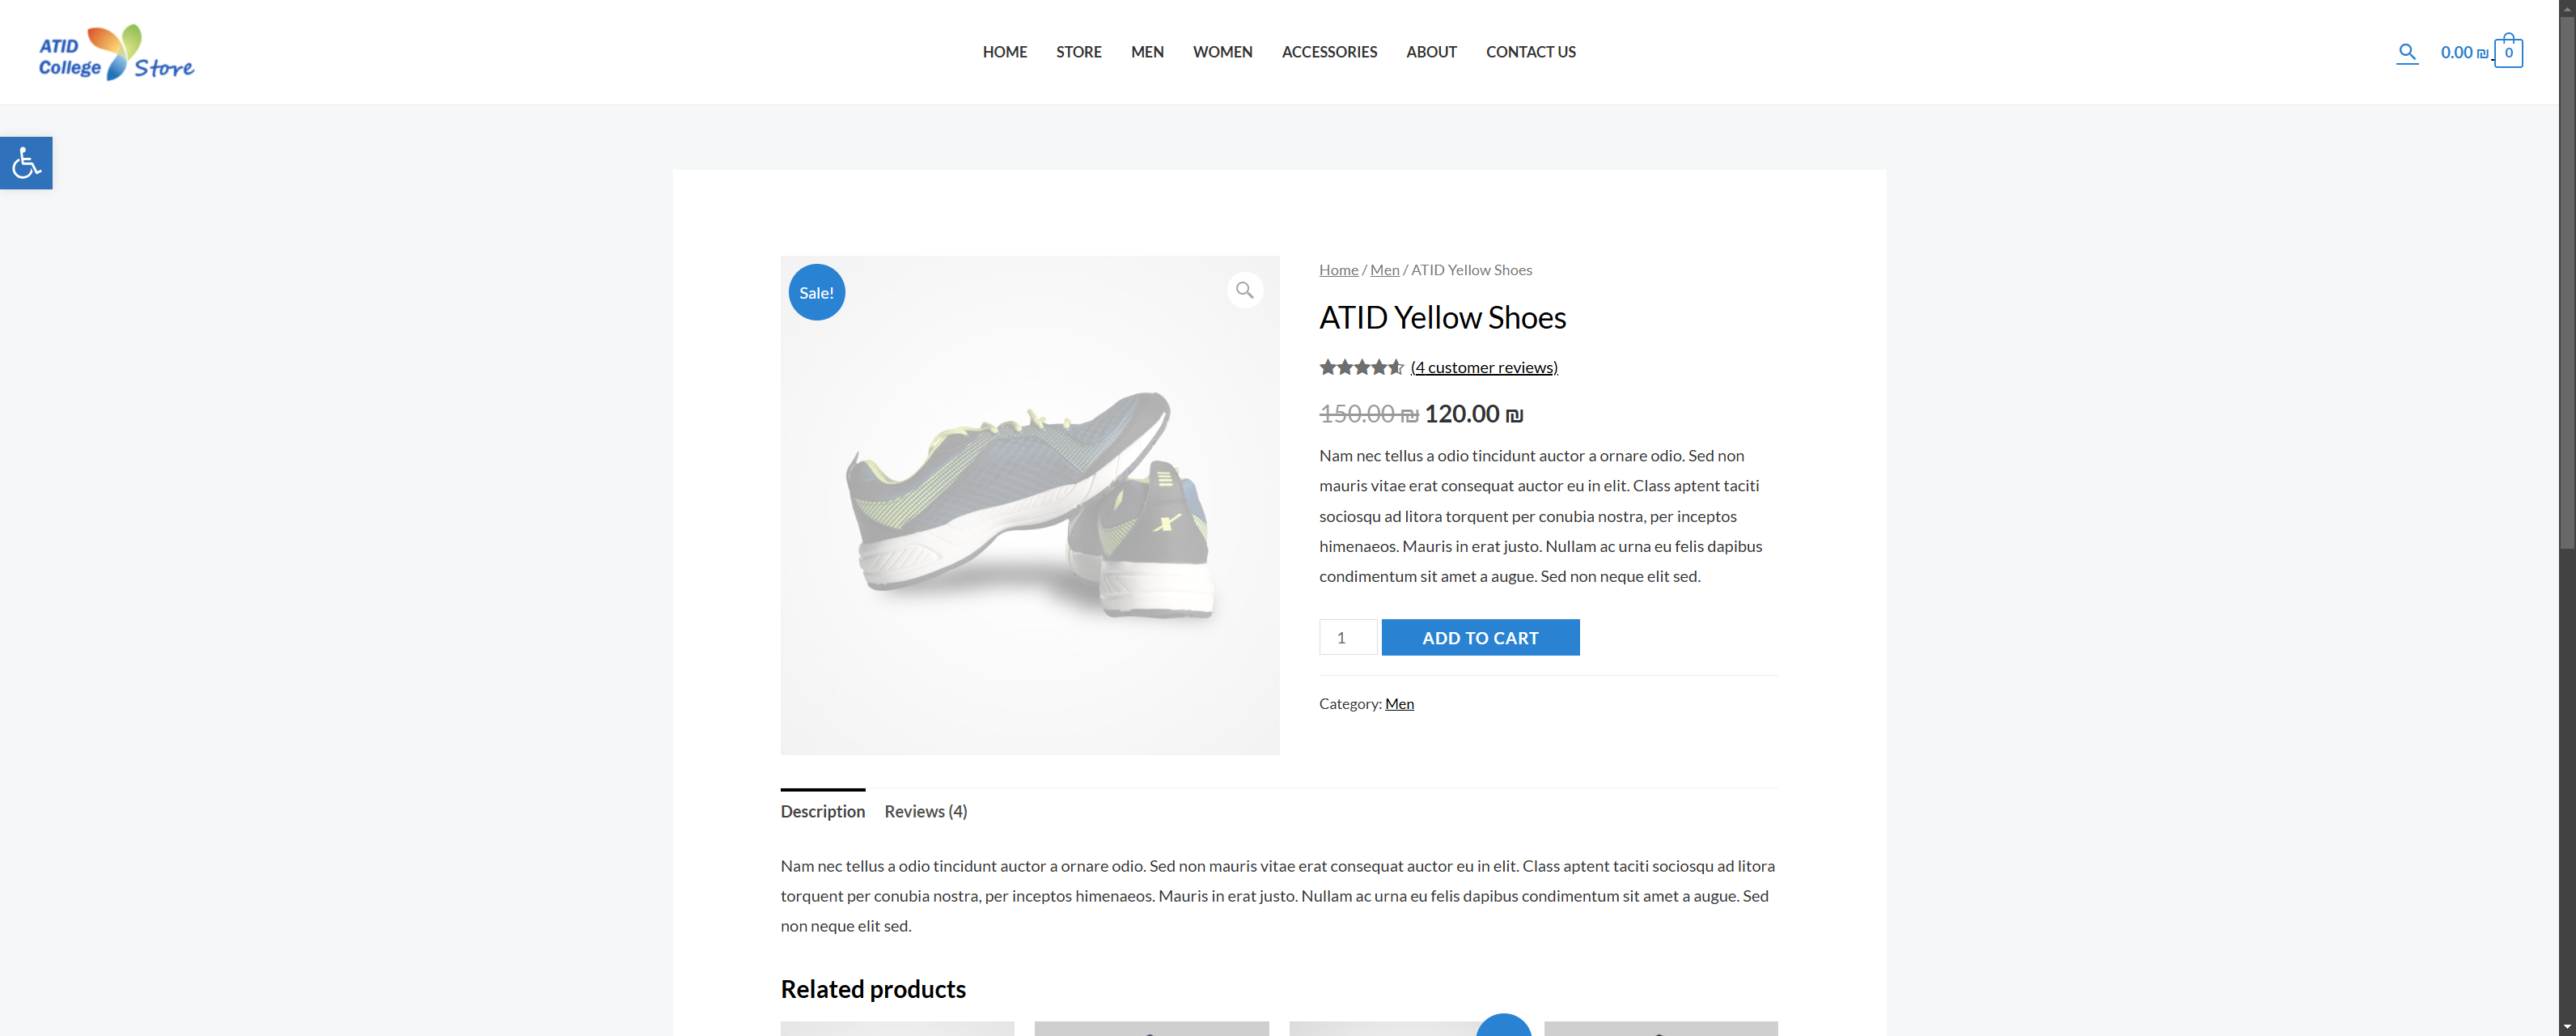 ATID
College Store
HOME STORE MEN WOMEN ACCESSORIES ABOUT CONTACT US
0.00 ₪ 0
Sale!
Home / Men / ATID Yellow Shoes
ATID Yellow Shoes
(4 customer reviews)
150.00 ₪ 120.00 ₪
Nam nec tellus a odio tincidunt auctor a ornare odio. Sed non
mauris vitae erat consequat auctor eu in elit. Class aptent taciti
sociosqu ad litora torquent per conubia nostra, per inceptos
himenaeos. Mauris in erat justo. Nullam ac urna eu felis dapibus
condimentum sit amet a augue. Sed non neque elit sed.
1 ADD TO CART
Category: Men
Description Reviews (4)
Nam nec tellus a odio tincidunt auctor a ornare odio. Sed non mauris vitae erat consequat auctor eu in elit. Class aptent taciti sociosqu ad litora
torquent per conubia nostra, per inceptos himenaeos. Mauris in erat justo. Nullam ac urna eu felis dapibus condimentum sit amet a augue. Sed
non neque elit sed.
Related products